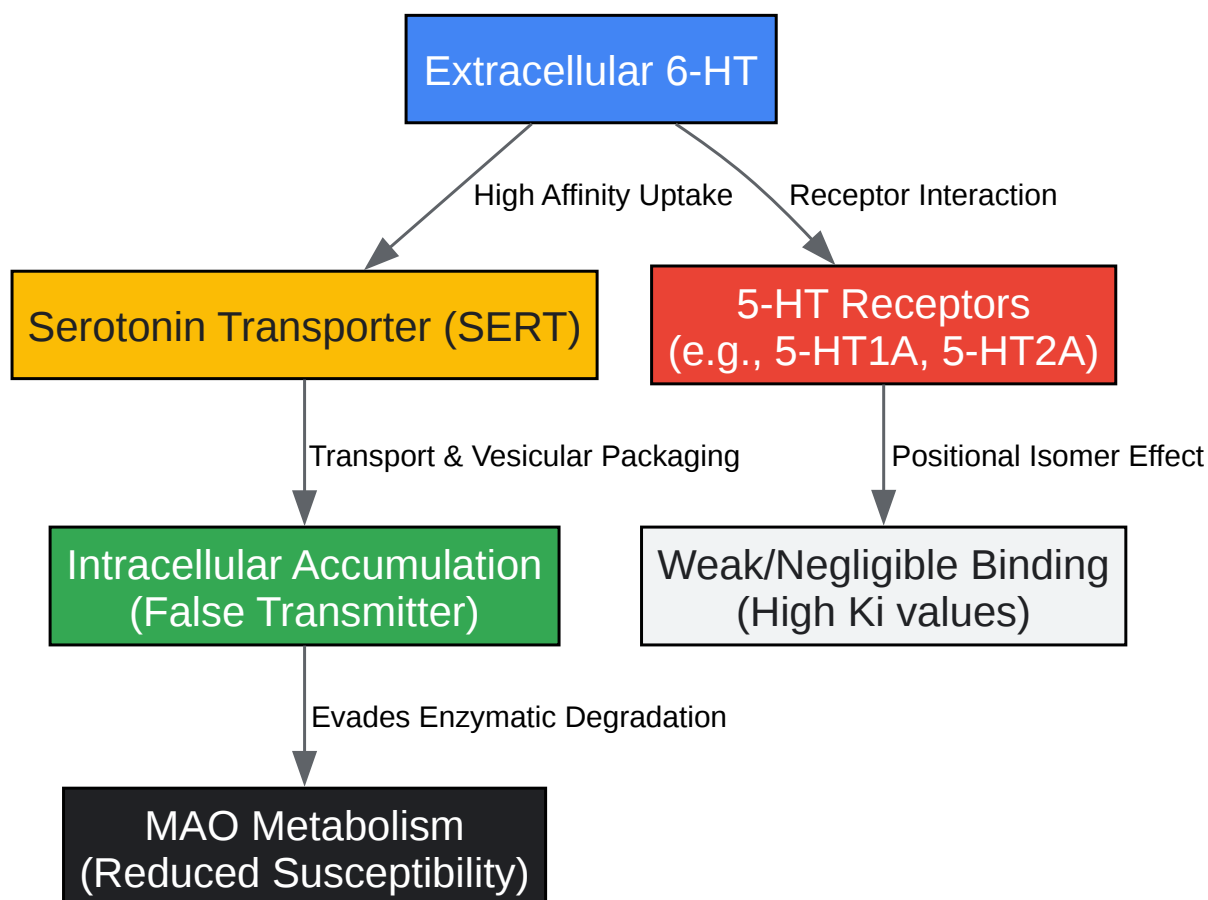 Extracellular 6-HT
High Affinity Uptake
Receptor Interaction
Serotonin Transporter (SERT)
5-HT Receptors
(e.g., 5-HT1A, 5-HT2A)
Transport & Vesicular Packaging
Positional Isomer Effect
Intracellular Accumulation
(False Transmitter)
Weak/Negligible Binding
(High Ki values)
Evades Enzymatic Degradation
MAO Metabolism
(Reduced Susceptibility)